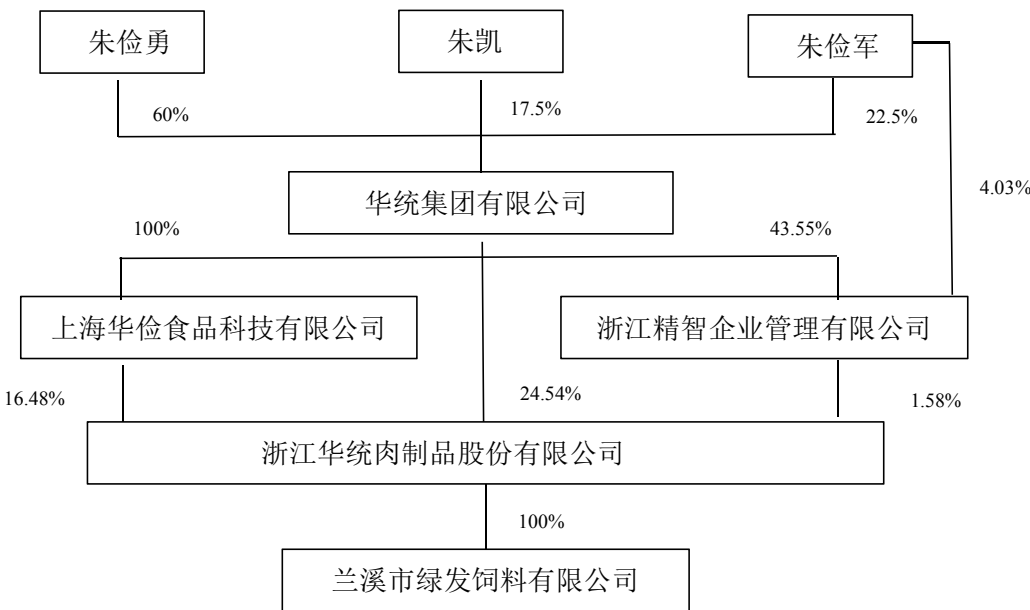 朱俭勇
朱凯
朱俭军
60%
17.5%
22.5%
4.03%
华统集团有限公司
100%
43.55%
上海华俭食品科技有限公司
浙江精智企业管理有限公司
16.48%
24.54%
1.58%
浙江华统肉制品股份有限公司
100%
兰溪市绿发饲料有限公司